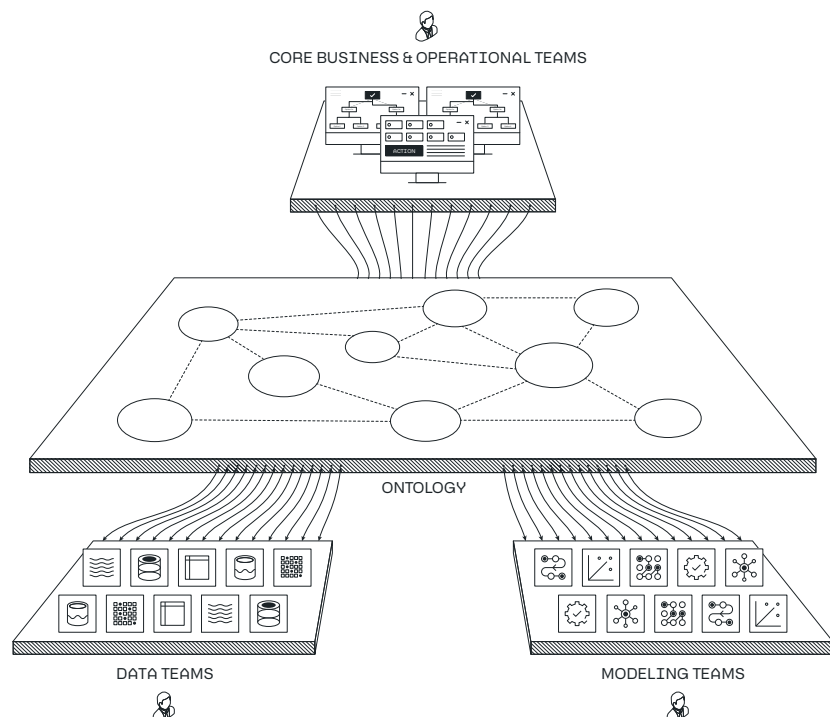 CORE BUSINESS & OPERATIONAL TEAMS
ACTION
ONTOLOGY
DATA TEAMS
MODELING TEAMS